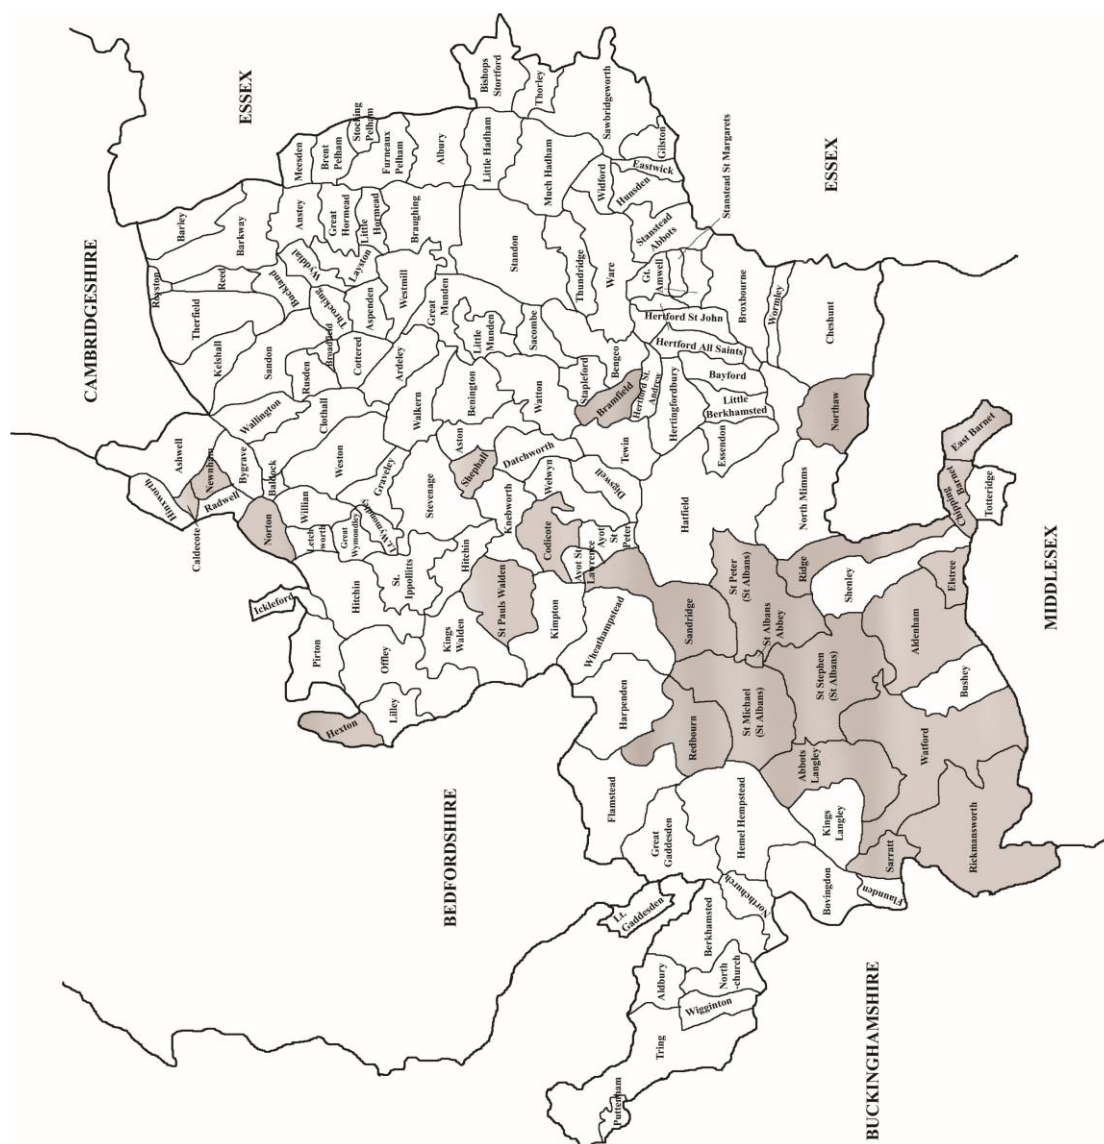 CAMBRIDGESHIRE
ESSEX
ESSEX
BEDFORDSHIRE
BUCKINGHAMSHIRE
MIDDLESEX
Bishops
Stortford
Thorley
Sawbridgeworth
Gilston
Eastwick
Hunsden
Widford
Stanstead
Abbots
Stanstead St Margarets
Meesden
Brent
Pelham
Stocking
Pelham
Furneaux
Pelham
Albury
Little Hadham
Much Hadham
Barley
Barkway
Anstey
Great
Hormead
Little
Hormead
Braughing
Royston
Reed
Therfield
Buckland
Wyddial
Layston
Throcking
Aspenden
Westmill
Great
Munden
Standon
Thundridge
Ware
Gt.
Amwell
Broxbourne
Wormley
Cheshunt
Kelshall
Sandon
Rusden
Broadfield
Cottered
Ardeley
Little
Munden
Sacombe
Stapleford
Bengeo
Hertford St John
Hertford All Saints
Hertford St.
Andrew
Bramfield
Hertingfordbury
Bayford
Little
Berkhamsted
Essendon
Northaw
Wallington
Clothall
Walkern
Benington
Watton
Ashwell
Hinxworth
Newnham
Caldecote
Radwell
Bygrave
Baldock
Norton
Willian
Weston
Letch
worth
Great
Wymondley
Lt. Wymondley
Graveley
Stevenage
Aston
Shephall
Datchworth
Knebworth
Welwyn
Digswell
Tewin
Codicote
Ayot St
Lawrence
Ayot
St
Peter
Hatfield
North Mimms
Ickleford
Hitchin
St.
Ippollitts
Hitchin
Pirton
Offley
Kings
Walden
St Pauls Walden
Kimpton
Hexton
Lilley
Wheathampstead
Sandridge
St Peter
(St Albans)
St Albans
Abbey
Ridge
Shenley
Chipping
Barnet
East Barnet
Totteridge
Elstree
Aldenham
Bushey
Harpenden
Redbourn
St Michael
(St Albans)
St Stephen
(St Albans)
Abbots
Langley
Watford
Flamstead
Great
Gaddesden
Hemel Hempstead
Kings
Langley
Sarratt
Rickmansworth
Bovingdon
Flaunden
Lt.
Gaddesden
Northchurch
Berkhamsted
Aldbury
North
-church
Wigginton
Tring
Puttenham